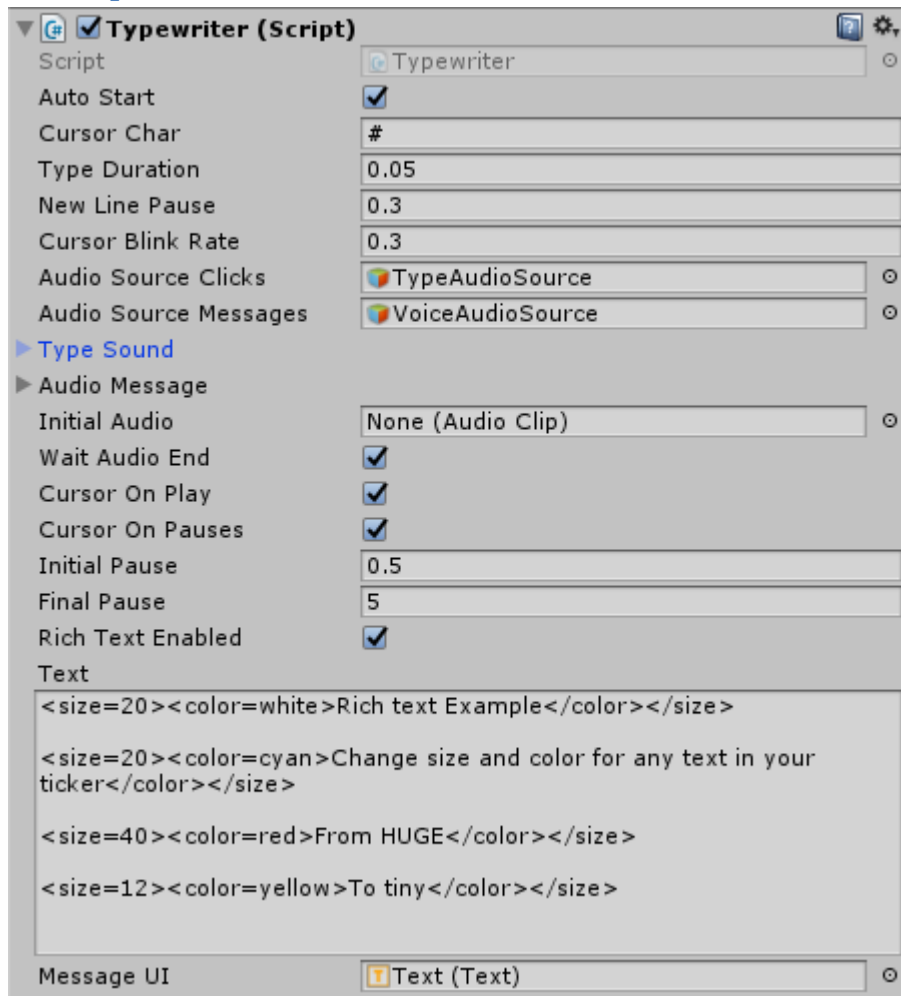 Typewriter (Script)
Script Typewriter
Auto Start
Cursor Char #
Type Duration 0.05
New Line Pause 0.3
Cursor Blink Rate 0.3
Audio Source Clicks TypeAudioSource
Audio Source Messages VoiceAudioSource
Type Sound
Audio Message
Initial Audio None (Audio Clip)
Wait Audio End
Cursor On Play
Cursor On Pauses
Initial Pause 0.5
Final Pause 5
Rich Text Enabled
Text
<size=20><color=white>Rich text Example</color></size>
<size=20><color=cyan>Change size and color for any text in your
ticker</color></size>
<size=40><color=red>From HUGE</color></size>
<size=12><color=yellow>To tiny</color></size>
Message UI Text (Text)